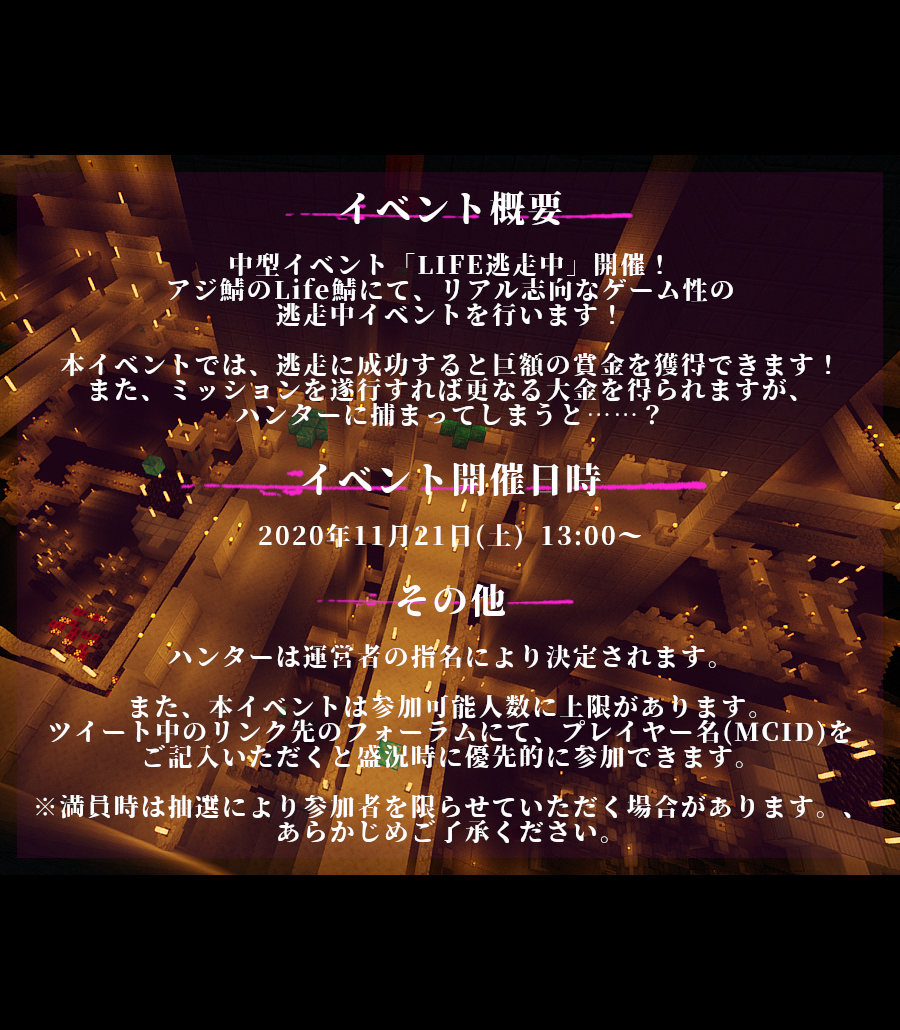 イベント概要
中型イベント「LIFE逃走中」開催！
アジ鯖のLife鯖にて、リアル志向なゲーム性の
逃走中イベントを行います！
本イベントでは、逃走に成功すると巨額の賞金を獲得できます！
また、ミッションを遂行すれば更なる大金を得られますが、
ハンターに捕まってしまうと……？
イベント開催日時
2020年11月21日(土) 13:00〜
その他
ハンターは運営者の指名により決定されます。
また、本イベントは参加可能人数に上限があります。
ツイート中のリンク先のフォーラムにて、プレイヤー名(MCID)を
ご記入いただくと盛況時に優先的に参加できます。
※満員時は抽選により参加者を限らせていただく場合があります。、
あらかじめご了承ください。